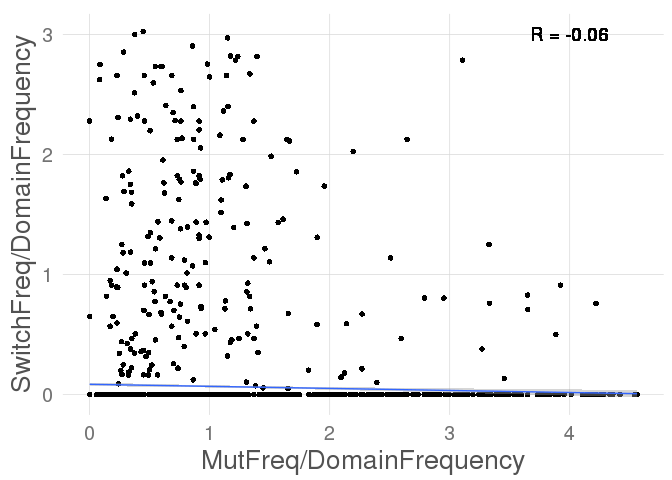 R = -0.06
SwitchFreq/DomainFrequency
3
2
1
0
0 1 2 3 4
MutFreq/DomainFrequency